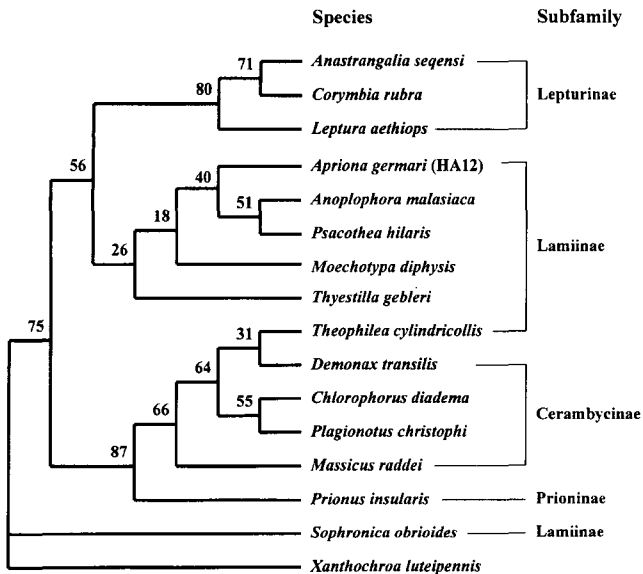 Species Subfamily
Anastrangalia seqensi
71
80 Corymbia rubra Lepturinae
Leptura aethiops
56 Apriona germari (HA12)
40
51 Anoplophora malasiaca
18 Psacothea hilaris
26 Lamiinae
Moechotypa diphysis
Thyestilla gebleri
75 31 Theophilea cylindricollis
64 Demonax transilis
66 55 Chlorophorus diadema
Cerambycinae
87 Plagionotus christophi
Massicus raddei
Prionus insularis Prioninae
Sophronica obrioides Lamiinae
Xanthochroa luteipennis